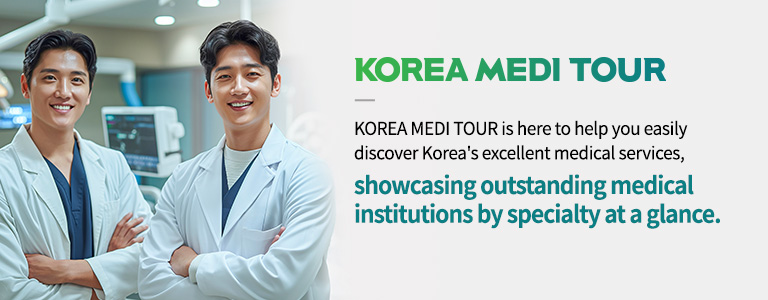 KOREA MEDI TOUR
KOREA MEDI TOUR is here to help you easily
discover Korea's excellent medical services,
showcasing outstanding medical
institutions by specialty at a glance.